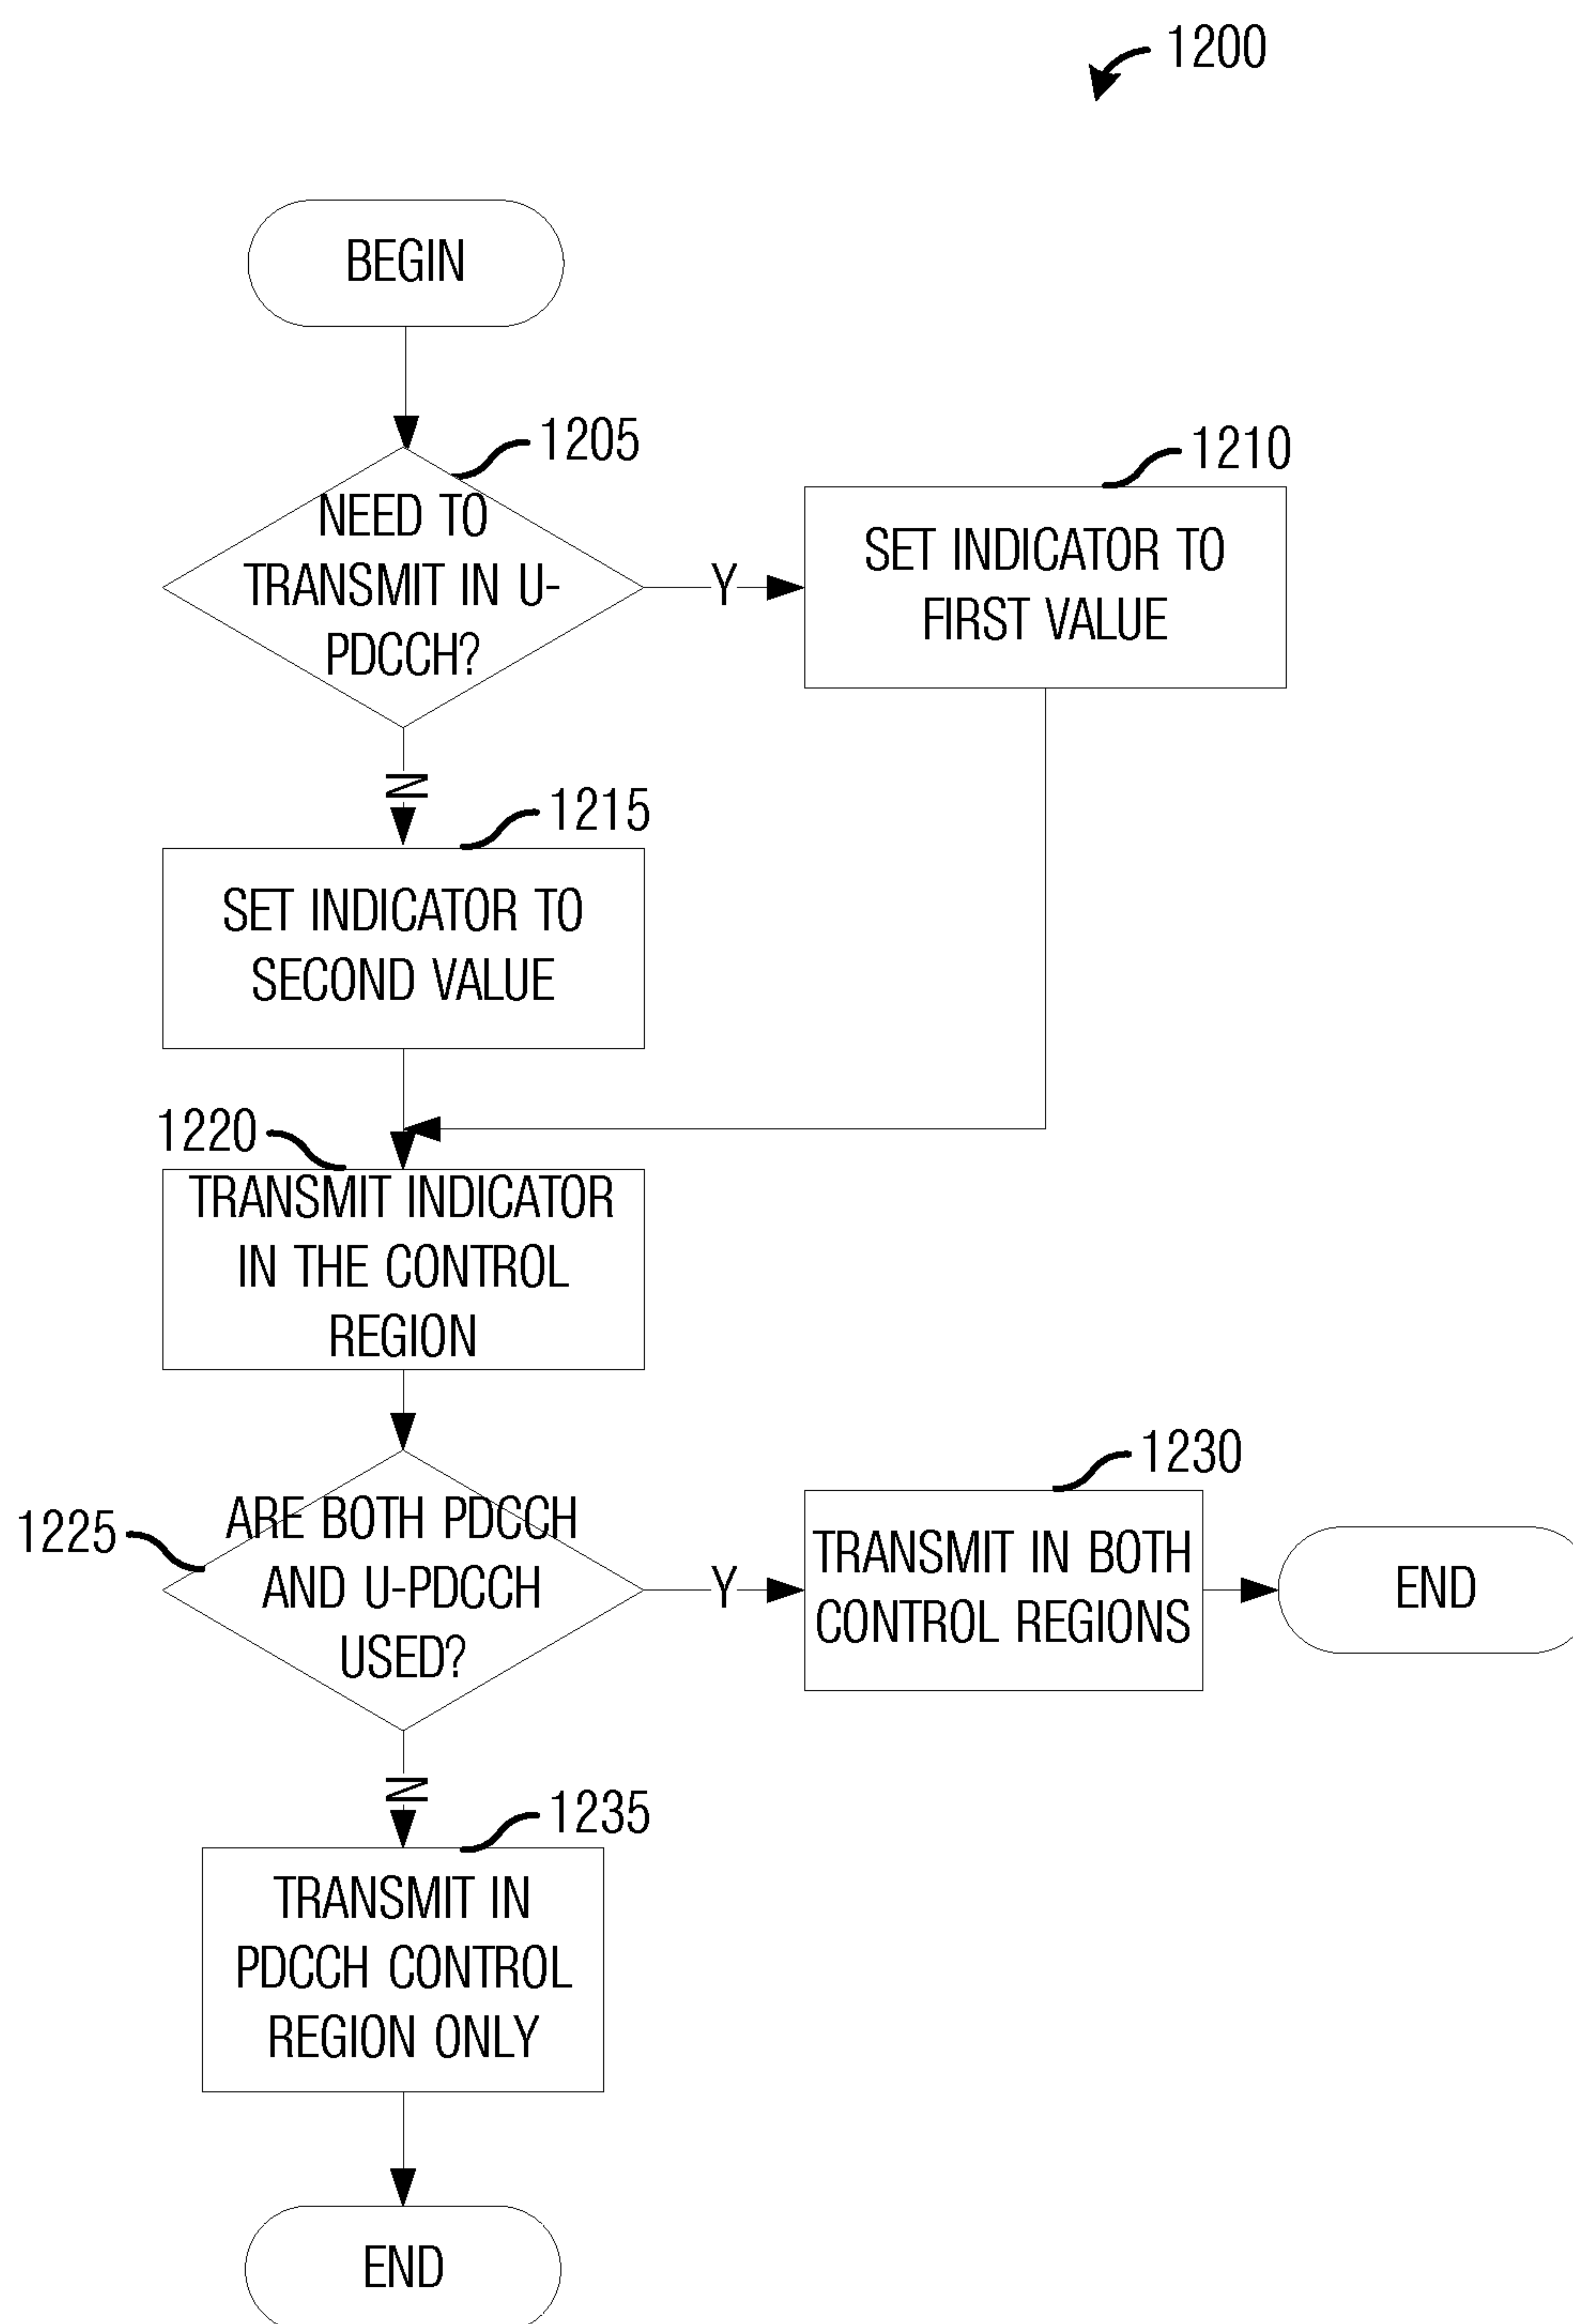 1200
BEGIN
1205
NEED TO
TRANSMIT IN U-
PDCCH?
Y
1210
SET INDICATOR TO
FIRST VALUE
N
1215
SET INDICATOR TO
SECOND VALUE
1220
TRANSMIT INDICATOR
IN THE CONTROL
REGION
1225
ARE BOTH PDCCH
AND U-PDCCH
USED?
Y
1230
TRANSMIT IN BOTH
CONTROL REGIONS
END
N
1235
TRANSMIT IN
PDCCH CONTROL
REGION ONLY
END